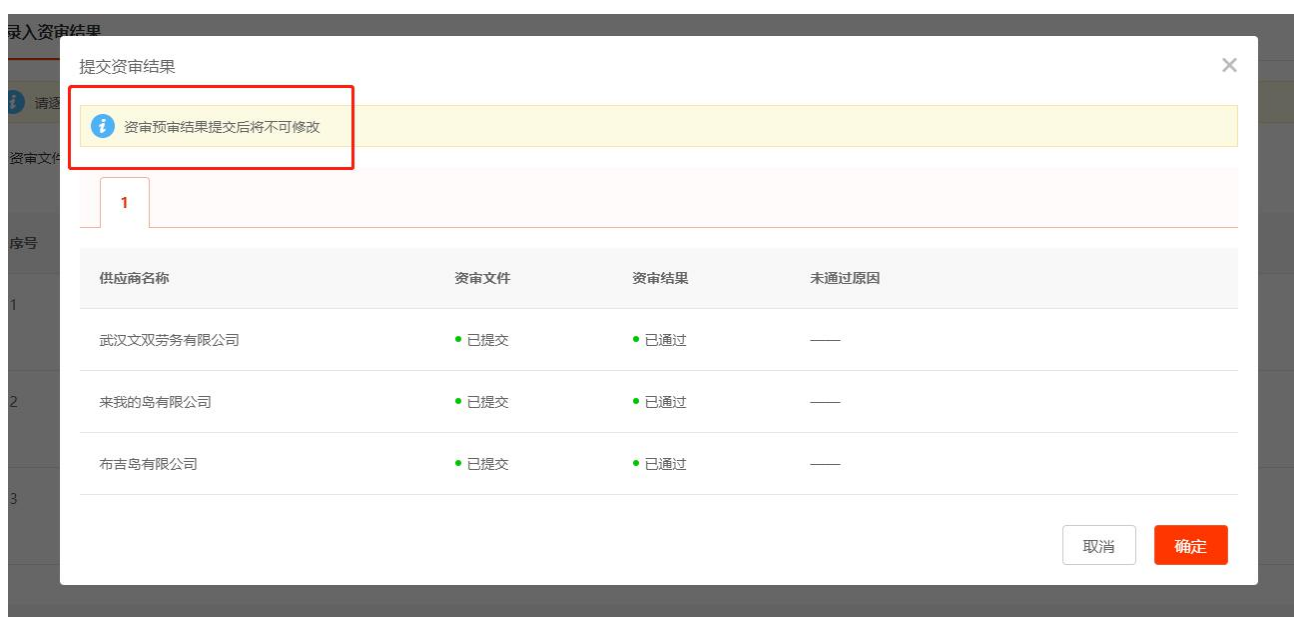 录入资审结果
提交资审结果
请逐
资审预审结果提交后将不可修改
资审文件
1
序号
供应商名称 资审文件 资审结果 未通过原因
1
武汉文双劳务有限公司 已提交 已通过 ——
2
来我的岛有限公司 已提交 已通过 ——
布吉岛有限公司 已提交 已通过 ——
3
取消 确定